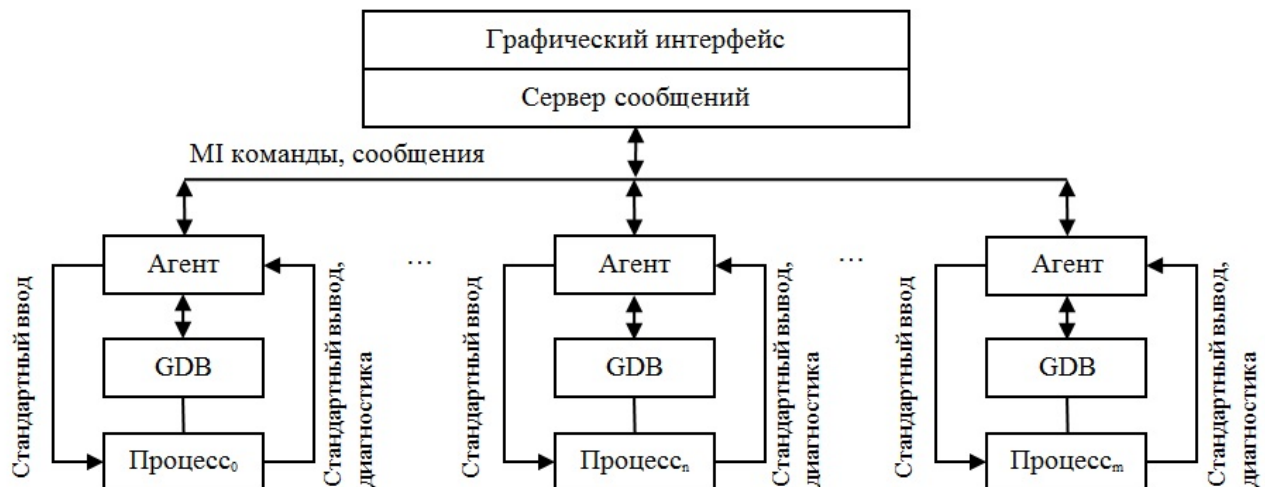 Графический интерфейс
Сервер сообщений
MI команды, сообщения
Стандартный ввод
Агент
GDB
Процесс₀
Стандартный вывод,
диагностика
...
Стандартный ввод
Агент
GDB
Процессₙ
Стандартный вывод,
диагностика
...
Стандартный ввод
Агент
GDB
Процессₘ
Стандартный вывод,
диагностика